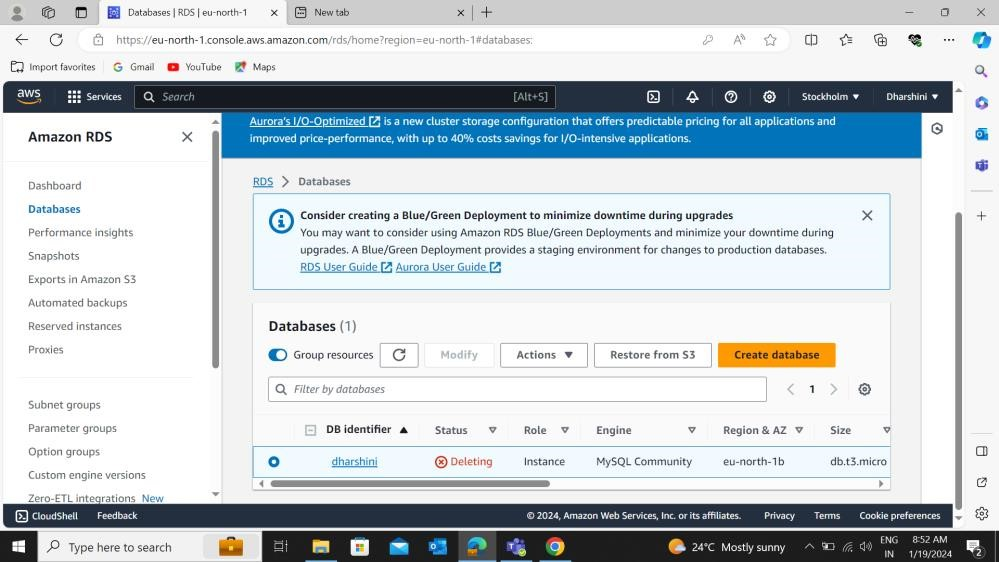 Databases | RDS | eu-north-1
New tab
https://eu-north-1.console.aws.amazon.com/rds/home?region=eu-north-1#databases:
Import favorites
Gmail
YouTube
Maps
aws
Services
Search
[Alt+S]
Stockholm
Dharshini
Amazon RDS
Dashboard
Databases
Performance insights
Snapshots
Exports in Amazon S3
Automated backups
Reserved instances
Proxies
Subnet groups
Parameter groups
Option groups
Custom engine versions
Zero-ETL integrations New
Aurora's I/O-Optimized is a new cluster storage configuration that offers predictable pricing for all applications and
improved price-performance, with up to 40% costs savings for I/O-intensive applications.
RDS > Databases
Consider creating a Blue/Green Deployment to minimize downtime during upgrades
You may want to consider using Amazon RDS Blue/Green Deployments and minimize your downtime during
upgrades. A Blue/Green Deployment provides a staging environment for changes to production databases.
RDS User Guide Aurora User Guide
Databases (1)
Group resources
Modify
Actions
Restore from S3
Create database
Filter by databases
1
DB identifier Status Role Engine Region & AZ Size
dharshini Deleting Instance MySQL Community eu-north-1b db.t3.micro
CloudShell
Feedback
© 2024, Amazon Web Services, Inc. or its affiliates.
Privacy
Terms
Cookie preferences
Type here to search
24°C Mostly sunny
ENG
IN
8:52 AM
1/19/2024
2